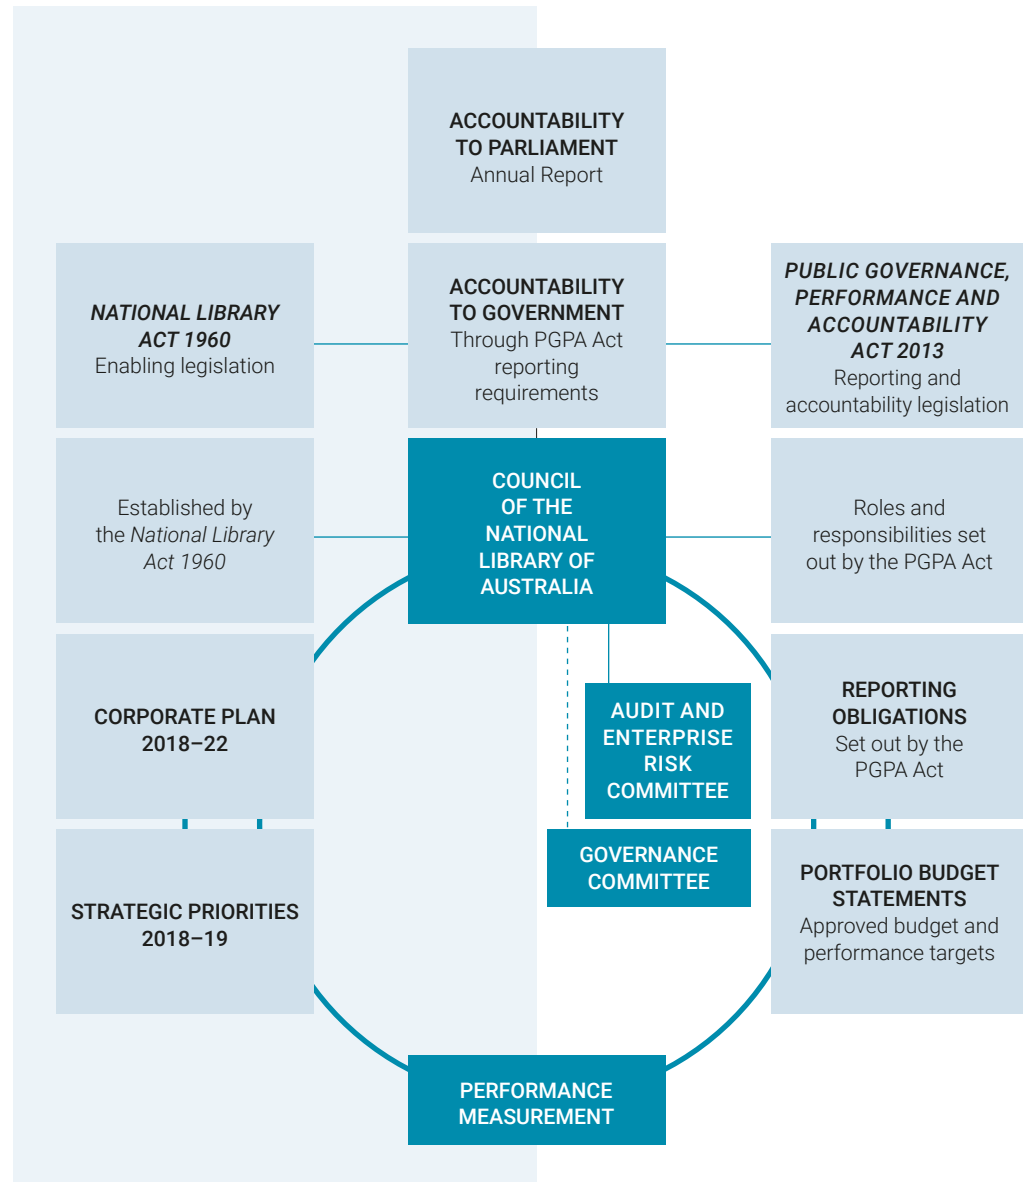 ACCOUNTABILITY
TO PARLIAMENT
Annual Report
NATIONAL LIBRARY
ACT 1960
Enabling legislation
ACCOUNTABILITY
TO GOVERNMENT
Through PGPA Act
reporting
requirements
PUBLIC GOVERNANCE,
PERFORMANCE AND
ACCOUNTABILITY
ACT 2013
Reporting and
accountability legislation
Established by
the National Library
Act 1960
COUNCIL
OF THE
NATIONAL
LIBRARY OF
AUSTRALIA
Roles and
responsibilities set
out by the PGPA Act
CORPORATE PLAN
2018–22
AUDIT AND
ENTERPRISE
RISK
COMMITTEE
REPORTING
OBLIGATIONS
Set out by the
PGPA Act
STRATEGIC PRIORITIES
2018–19
GOVERNANCE
COMMITTEE
PORTFOLIO BUDGET
STATEMENTS
Approved budget and
performance targets
PERFORMANCE
MEASUREMENT